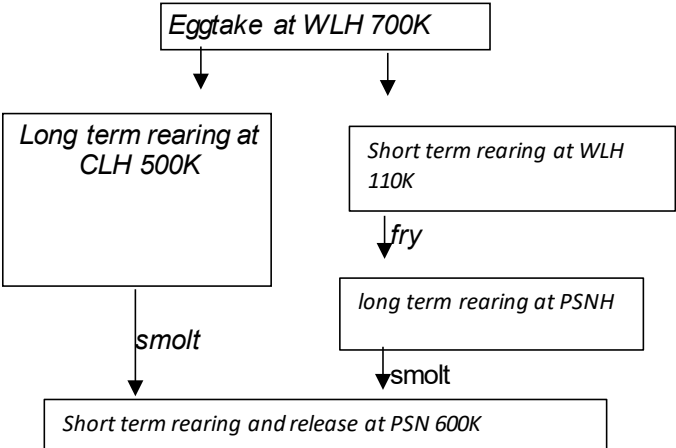 Eggtake at WLH 700K
Long term rearing at
CLH 500K
Short term rearing at WLH
110K
fry
long term rearing at PSNH
smolt
smolt
Short term rearing and release at PSN 600K